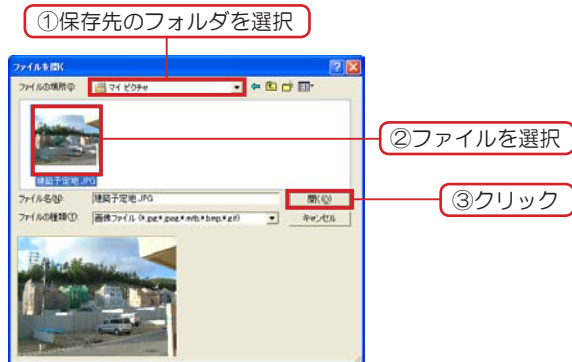 ①保存先のフォルダを選択
ファイルを開く
ファイルの場所(I):
マイ ピクチャ
②ファイルを選択
建築予定地.JPG
ファイル名(N):
建築予定地.JPG
開く(O)
③クリック
ファイルの種類(T):
画像ファイル (*.jpg;*.jpeg;*.mtb;*.bmp;*.gif)
キャンセル